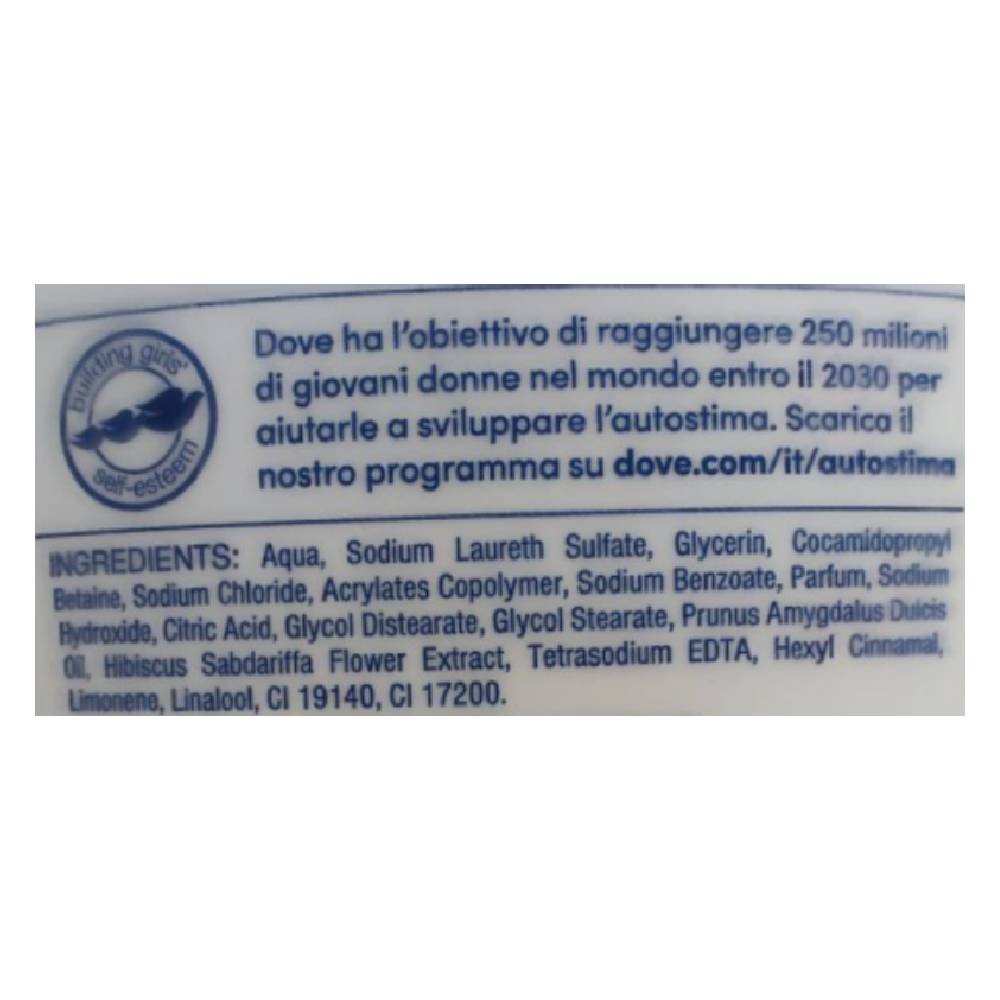 building girls'
self-esteem
Dove ha l'obiettivo di raggiungere 250 milioni
di giovani donne nel mondo entro il 2030 per
aiutarle a sviluppare l'autostima. Scarica il
nostro programma su dove.com/it/autostima
INGREDIENTS: Aqua, Sodium Laureth Sulfate, Glycerin, Cocamidopropyl
Betaine, Sodium Chloride, Acrylates Copolymer, Sodium Benzoate, Parfum, Sodium
Hydroxide, Citric Acid, Glycol Distearate, Glycol Stearate, Prunus Amygdalus Dulcis
Oil, Hibiscus Sabdariffa Flower Extract, Tetrasodium EDTA, Hexyl Cinnamal,
Limonene, Linalool, CI 19140, CI 17200.